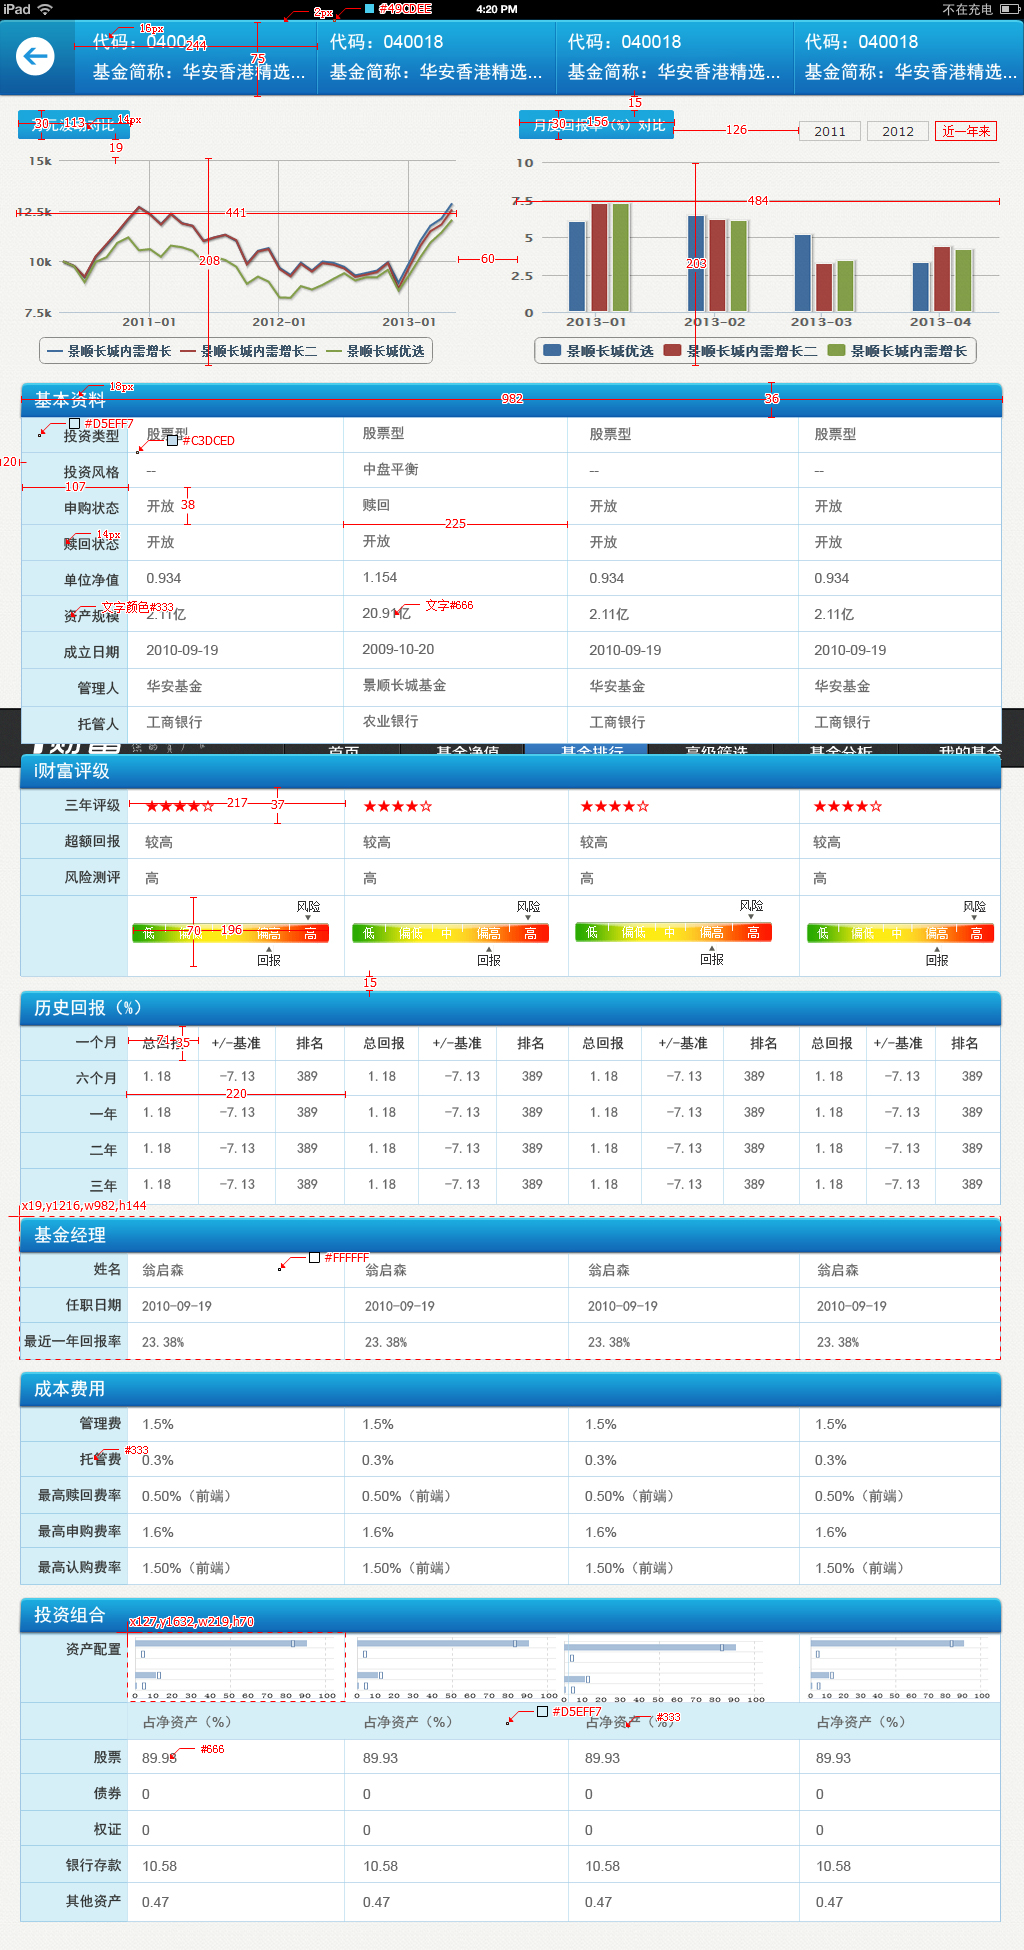 iPad 2px #49CDEE 4:20 PM 不在充电
16px 244 75
代码：040018 代码：040018 代码：040018 代码：040018
基金简称：华安香港精选... 基金简称：华安香港精选... 基金简称：华安香港精选... 基金简称：华安香港精选...
15
30 113 14px 30 156 126
对比 月度回报率（%）对比 2011 2012 近一年来
19
15k 12.5k 10k 7.5k
441 208 60
2011-01 2012-01 2013-01
景顺长城内需增长 景顺长城内需增长二 景顺长城优选
10 7.5 5 2.5 0
484 203
2013-01 2013-02 2013-03 2013-04
景顺长城优选 景顺长城内需增长二 景顺长城内需增长
基本资料 18px 982 36
#D5EFF7 #C3DCED
投资类型 股票型 股票型 股票型 股票型
20
投资风格 -- 中盘平衡 -- --
107
申购状态 开放 38 赎回 开放 开放
225
赎回状态 14px 开放 开放 开放 开放
单位净值 0.934 1.154 0.934 0.934
文字颜色#333 文字#666
资产规模 2.11亿 20.91亿 2.11亿 2.11亿
成立日期 2010-09-19 2009-10-20 2010-09-19 2010-09-19
管理人 华安基金 景顺长城基金 华安基金 华安基金
托管人 工商银行 农业银行 工商银行 工商银行
首页 基金净值 基金排行 高级筛选 基金分析 我的基金
i财富评级
三年评级 ★★★★☆ 217 37 ★★★★☆ ★★★★☆ ★★★★☆
超额回报 较高 较高 较高 较高
风险测评 高 高 高 高
风险 风险 风险 风险
低 偏低 中 偏高 高 低 偏低 中 偏高 高 低 偏低 中 偏高 高 低 偏低 中 偏高 高
70 196
回报 回报 回报 回报
15
历史回报（%）
一个月 总回报 +/-基准 排名 总回报 +/-基准 排名 总回报 +/-基准 排名 总回报 +/-基准 排名
71 35
六个月 1.18 -7.13 389 1.18 -7.13 389 1.18 -7.13 389 1.18 -7.13 389
220
一年 1.18 -7.13 389 1.18 -7.13 389 1.18 -7.13 389 1.18 -7.13 389
二年 1.18 -7.13 389 1.18 -7.13 389 1.18 -7.13 389 1.18 -7.13 389
三年 1.18 -7.13 389 1.18 -7.13 389 1.18 -7.13 389 1.18 -7.13 389
x19,y1216,w982,h144
基金经理
#FFFFFF
姓名 翁启森 翁启森 翁启森 翁启森
任职日期 2010-09-19 2010-09-19 2010-09-19 2010-09-19
最近一年回报率 23.38% 23.38% 23.38% 23.38%
成本费用
管理费 1.5% 1.5% 1.5% 1.5%
#333
托管费 0.3% 0.3% 0.3% 0.3%
最高赎回费率 0.50%（前端） 0.50%（前端） 0.50%（前端） 0.50%（前端）
最高申购费率 1.6% 1.6% 1.6% 1.6%
最高认购费率 1.50%（前端） 1.50%（前端） 1.50%（前端） 1.50%（前端）
投资组合
x127,y1632,w219,h70
资产配置
0 10 20 30 40 50 60 70 80 90 100 0 10 20 30 40 50 60 70 80 90 100 0 10 20 30 40 50 60 70 80 90 100 0 10 20 30 40 50 60 70 80 90 100
#D5EFF7 #333
占净资产（%） 占净资产（%） 占净资产（%） 占净资产（%）
#666
股票 89.93 89.93 89.93 89.93
债券 0 0 0 0
权证 0 0 0 0
银行存款 10.58 10.58 10.58 10.58
其他资产 0.47 0.47 0.47 0.47